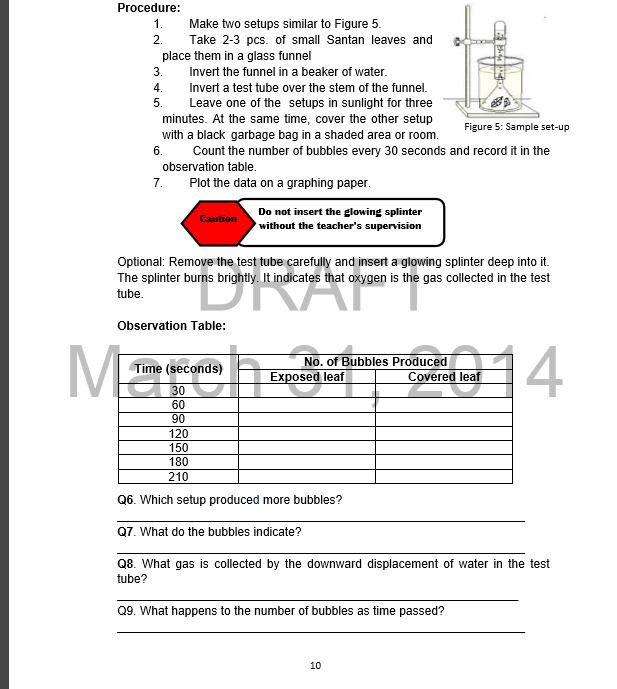 Procedure:
1. Make two setups similar to Figure 5.
2. Take 2-3 pcs. of small Santan leaves and
place them in a glass funnel
3. Invert the funnel in a beaker of water.
4. Invert a test tube over the stem of the funnel.
5. Leave one of the setups in sunlight for three
minutes. At the same time, cover the other setup
with a black garbage bag in a shaded area or room.
Figure 5: Sample set-up
6. Count the number of bubbles every 30 seconds and record it in the
observation table.
7. Plot the data on a graphing paper.
Caution
Do not insert the glowing splinter
without the teacher's supervision
Optional: Remove the test tube carefully and insert a glowing splinter deep into it.
The splinter burns brightly. It indicates that oxygen is the gas collected in the test
tube.
DRAFT
Observation Table:
March 31, 2014
Time (seconds) No. of Bubbles Produced
Exposed leaf Covered leaf
30
60
90
120
150
180
210
Q6. Which setup produced more bubbles?
Q7. What do the bubbles indicate?
Q8. What gas is collected by the downward displacement of water in the test
tube?
Q9. What happens to the number of bubbles as time passed?
10